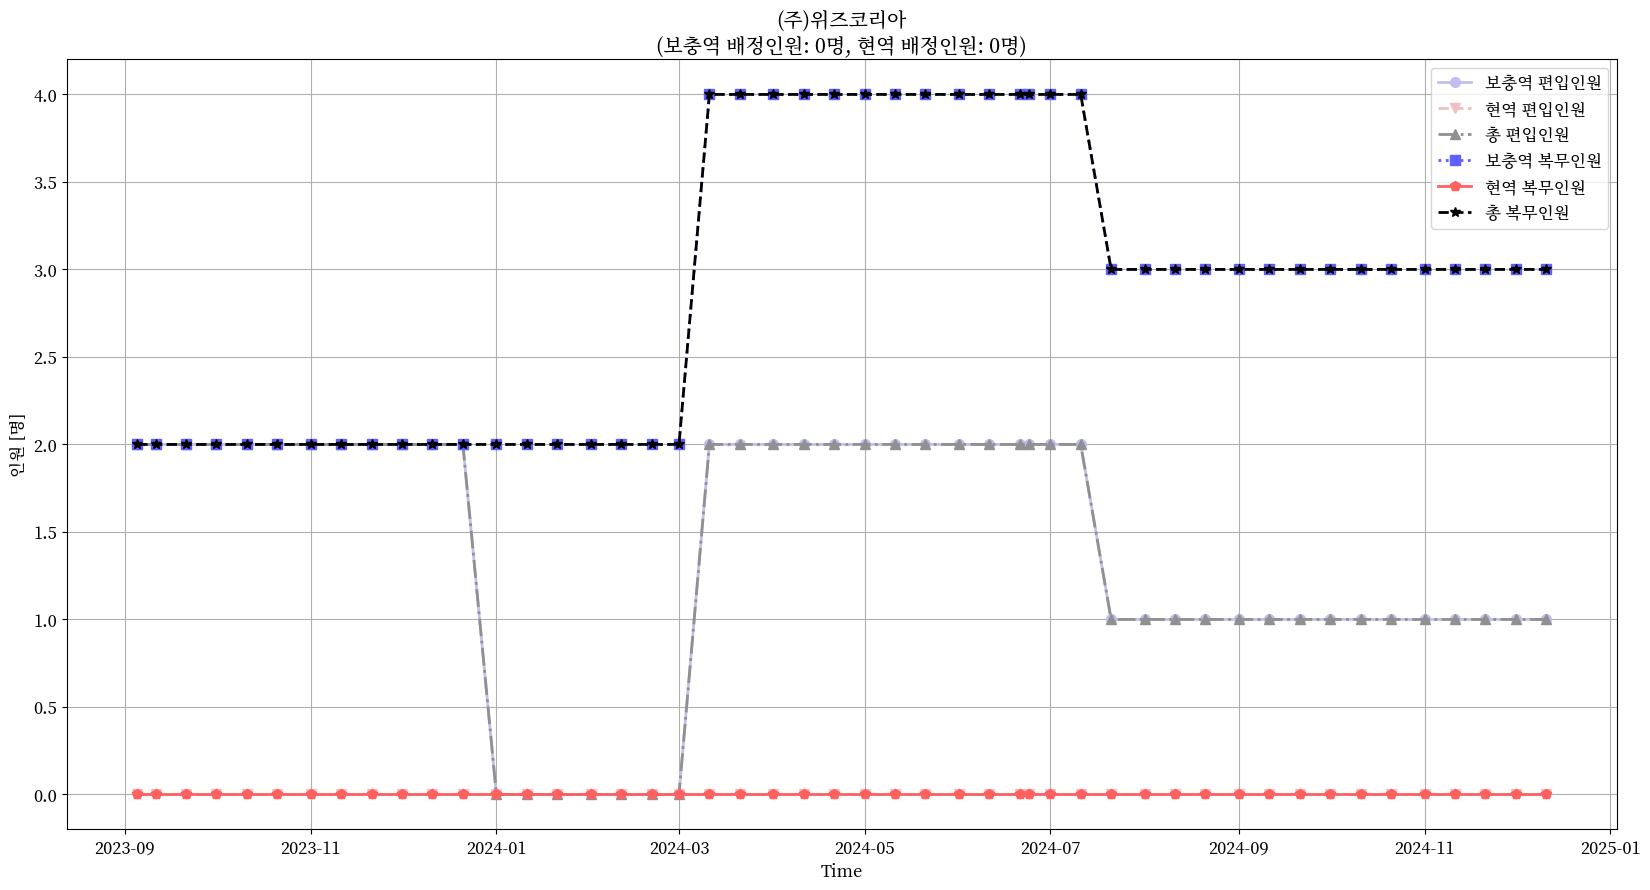 (주)위즈코리아
(보충역 배정인원: 0명, 현역 배정인원: 0명)
보충역 편입인원
현역 편입인원
총 편입인원
보충역 복무인원
현역 복무인원
총 복무인원
4.0
3.5
3.0
2.5
2.0
1.5
1.0
0.5
0.0
인원 [명]
2023-09 2023-11 2024-01 2024-03 2024-05 2024-07 2024-09 2024-11 2025-01
Time